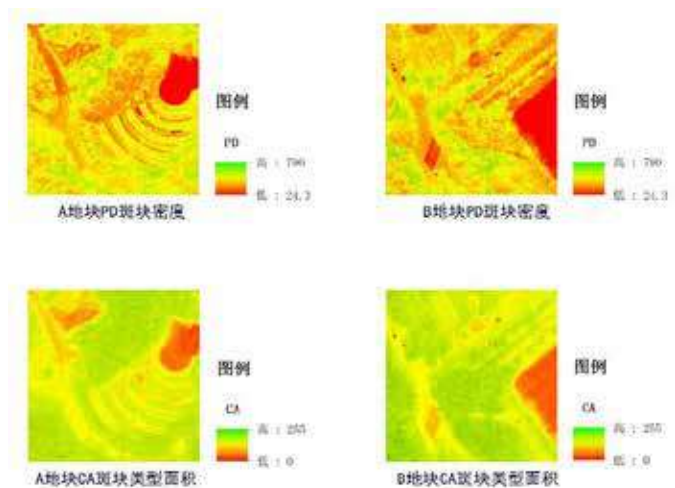 图例
PD
高 : 790
低 : 24.3
A地块PD斑块密度
图例
PD
高 : 790
低 : 24.3
B地块PD斑块密度
图例
CA
高 : 255
低 : 0
A地块CA斑块类型面积
图例
CA
高 : 255
低 : 0
B地块CA斑块类型面积